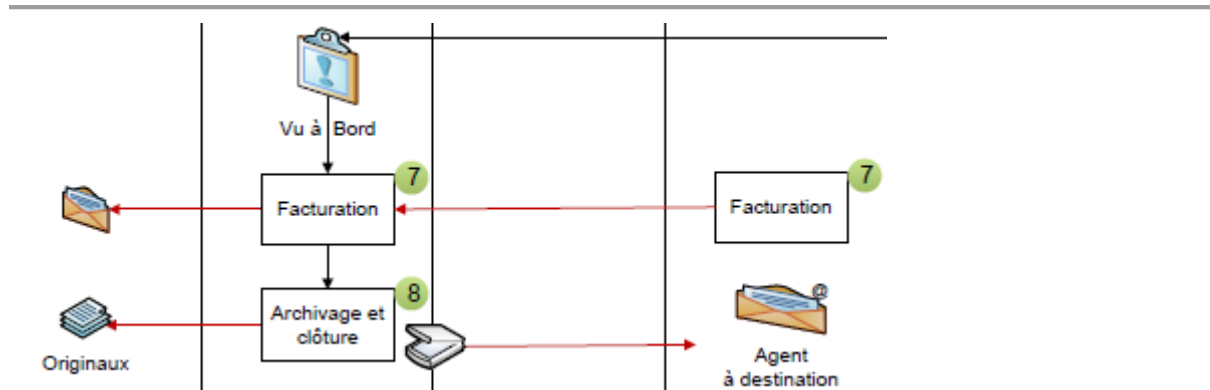 Vu à Bord
7
7
Facturation
Facturation
8
Archivage et
clôture
@
Originaux
Agent
à destination